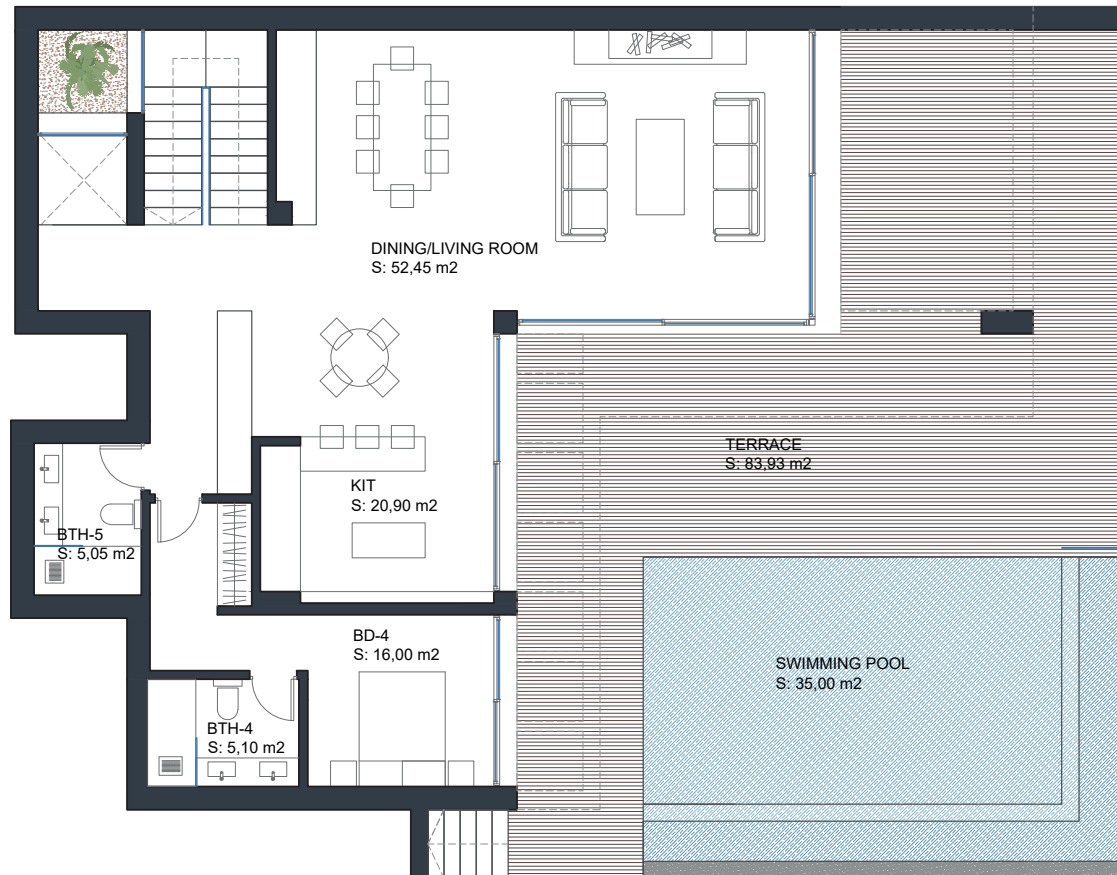 DINING/LIVING ROOM
S: 52,45 m2
TERRACE
S: 83,93 m2
KIT
S: 20,90 m2
BTH-5
S: 5,05 m2
BD-4
S: 16,00 m2
SWIMMING POOL
S: 35,00 m2
BTH-4
S: 5,10 m2